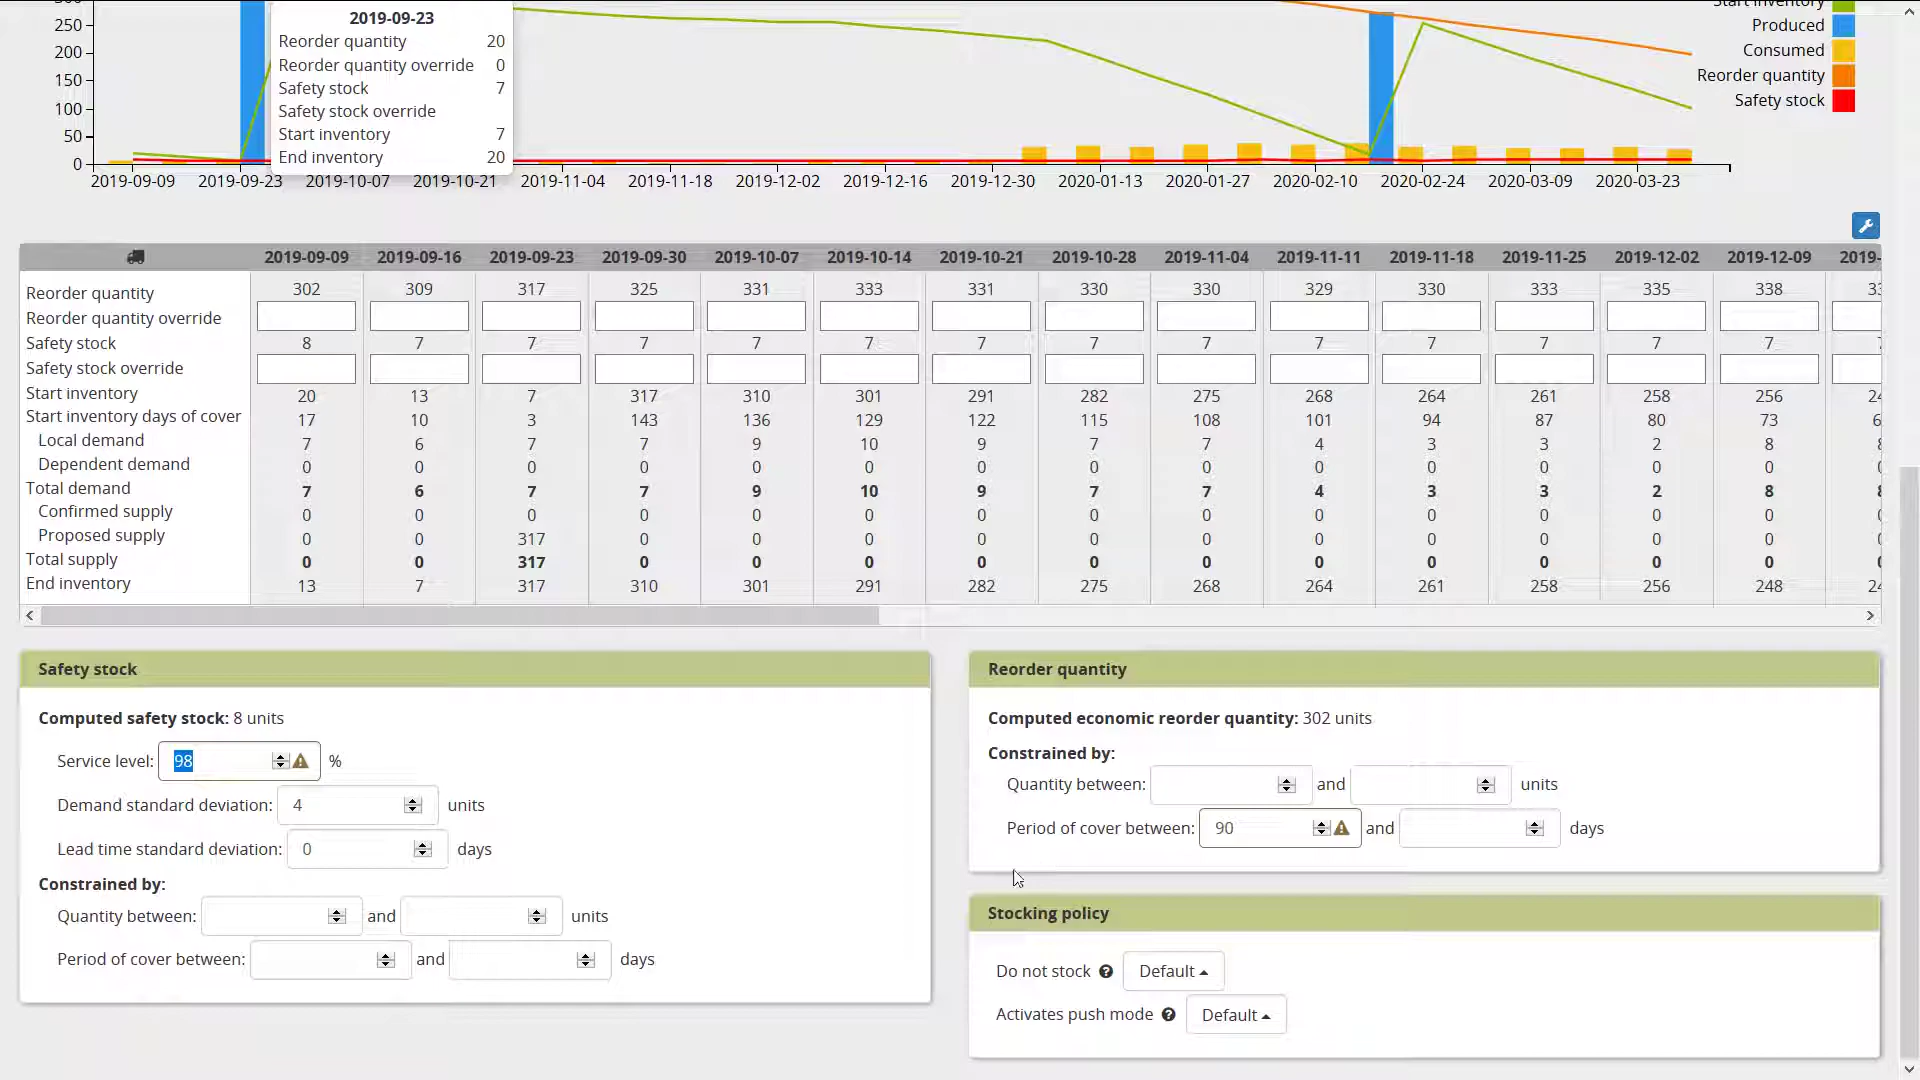 300
250
200
150
100
50
0
2019-09-09 2019-09-23 2019-10-07 2019-10-21 2019-11-04 2019-11-18 2019-12-02 2019-12-16 2019-12-30 2020-01-13 2020-01-27 2020-02-10 2020-02-24 2020-03-09 2020-03-23
2019-09-23
Reorder quantity 20
Reorder quantity override 0
Safety stock 7
Safety stock override
Start inventory 7
End inventory 20
Start inventory
Produced
Consumed
Reorder quantity
Safety stock
2019-09-09 2019-09-16 2019-09-23 2019-09-30 2019-10-07 2019-10-14 2019-10-21 2019-10-28 2019-11-04 2019-11-11 2019-11-18 2019-11-25 2019-12-02 2019-12-09 2019-
Reorder quantity 302 309 317 325 331 333 331 330 330 329 330 333 335 338
Reorder quantity override
Safety stock 8 7 7 7 7 7 7 7 7 7 7 7 7 7
Safety stock override
Start inventory 20 13 7 317 310 301 291 282 275 268 264 261 258 256
Start inventory days of cover 17 10 3 143 136 129 122 115 108 101 94 87 80 73
Local demand 7 6 7 7 9 10 9 7 7 4 3 3 2 8
Dependent demand 0 0 0 0 0 0 0 0 0 0 0 0 0 0
Total demand 7 6 7 7 9 10 9 7 7 4 3 3 2 8
Confirmed supply 0 0 0 0 0 0 0 0 0 0 0 0 0 0
Proposed supply 0 0 317 0 0 0 0 0 0 0 0 0 0 0
Total supply 0 0 317 0 0 0 0 0 0 0 0 0 0 0
End inventory 13 7 317 310 301 291 282 275 268 264 261 258 256 248
Safety stock
Computed safety stock: 8 units
Service level: 98 %
Demand standard deviation: 4 units
Lead time standard deviation: 0 days
Constrained by:
Quantity between: and units
Period of cover between: and days
Reorder quantity
Computed economic reorder quantity: 302 units
Constrained by:
Quantity between: and units
Period of cover between: 90 and days
Stocking policy
Do not stock Default
Activates push mode Default